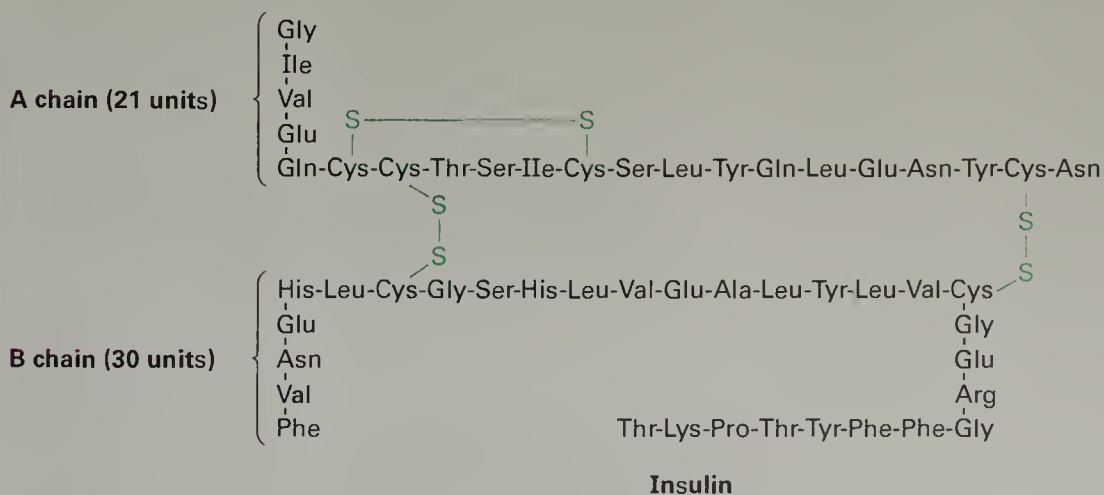 Gly
Ile
A chain (21 units)
Val
S S
Glu
Gln-Cys-Cys-Thr-Ser-IIe-Cys-Ser-Leu-Tyr-Gln-Leu-Glu-Asn-Tyr-Cys-Asn
S S
S S
His-Leu-Cys-Gly-Ser-His-Leu-Val-Glu-Ala-Leu-Tyr-Leu-Val-Cys
Glu Gly
B chain (30 units)
Asn Glu
Val Arg
Phe Thr-Lys-Pro-Thr-Tyr-Phe-Phe-Gly
Insulin